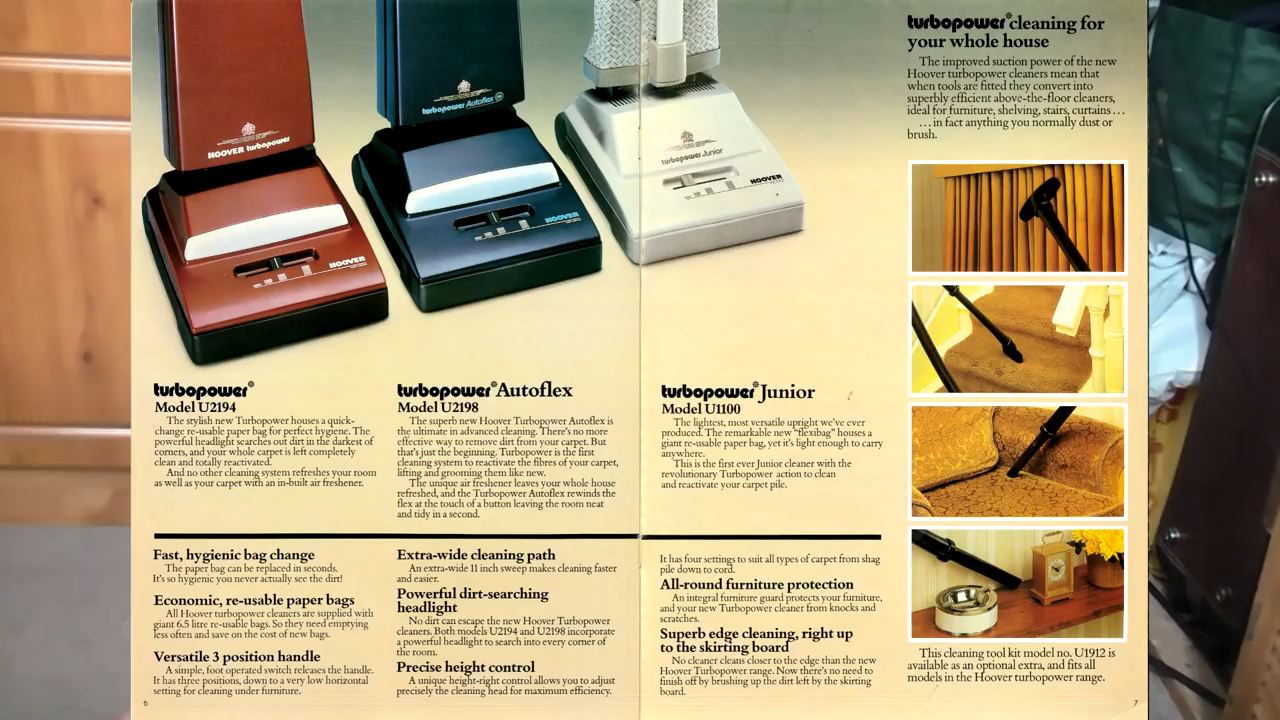 HOOVER turbopower
HOOVER
turbopower Autoflex
HOOVER
turbopower Junior
HOOVER
turbopower
Model U2194
The stylish new Turbopower houses a quick-
change re-usable paper bag for perfect hygiene. The
powerful headlight searches out dirt in the darkest of
corners, and your whole carpet is left completely
clean and totally reactivated.
And no other cleaning system refreshes your room
as well as your carpet with an in-built air freshener.
turbopower Autoflex
Model U2198
The superb new Hoover Turbopower Autoflex is
the ultimate in advanced cleaning. There's no more
effective way to remove dirt from your carpet. But
that's just the beginning. Turbopower is the first
cleaning system to reactivate the fibres of your carpet,
lifting and grooming them like new.
The unique air freshener leaves your whole house
refreshed, and the Turbopower Autoflex rewinds the
flex at the touch of a button leaving the room neat
and tidy in a second.
turbopower Junior
Model U1100
The lightest, most versatile upright we've ever
produced. The remarkable new "flexibag" houses a
giant re-usable paper bag, yet it's light enough to carry
anywhere.
This is the first ever Junior cleaner with the
revolutionary Turbopower action to clean
and reactivate your carpet pile.
Fast, hygienic bag change
The paper bag can be replaced in seconds.
It's so hygienic you never actually see the dirt!
Economic, re-usable paper bags
All Hoover turbopower cleaners are supplied with
giant 6.5 litre re-usable bags. So they need emptying
less often and save on the cost of new bags.
Versatile 3 position handle
A simple, foot operated switch releases the handle.
It has three positions, down to a very low horizontal
setting for cleaning under furniture.
6
Extra-wide cleaning path
An extra-wide 11 inch sweep makes cleaning faster
and easier.
Powerful dirt-searching
headlight
No dirt can escape the new Hoover Turbopower
cleaners. Both models U2194 and U2198 incorporate
a powerful headlight to search into every corner of
the room.
Precise height control
A unique height-right control allows you to adjust
precisely the cleaning head for maximum efficiency.
It has four settings to suit all types of carpet from shag
pile down to cord.
All-round furniture protection
An integral furniture guard protects your furniture,
and your new Turbopower cleaner from knocks and
scratches.
Superb edge cleaning, right up
to the skirting board
No cleaner cleans closer to the edge than the new
Hoover Turbopower range. Now there's no need to
finish off by brushing up the dirt left by the skirting
board.
turbopower cleaning for
your whole house
The improved suction power of the new
Hoover turbopower cleaners mean that
when tools are fitted they convert into
superbly efficient above-the-floor cleaners,
ideal for furniture, shelving, stairs, curtains...
...in fact anything you normally dust or
brush.
This cleaning tool kit model no. U1912 is
available as an optional extra, and fits all
models in the Hoover turbopower range.
7